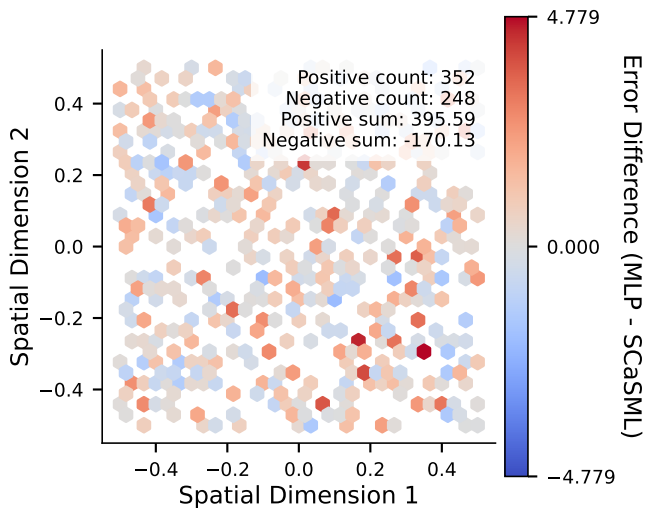 Positive count: 352
Negative count: 248
Positive sum: 395.59
Negative sum: -170.13
0.4
0.2
0.0
−0.2
−0.4
Spatial Dimension 2
−0.4
−0.2
0.0
0.2
0.4
Spatial Dimension 1
4.779
0.000
−4.779
Error Difference (MLP - SCaSML)